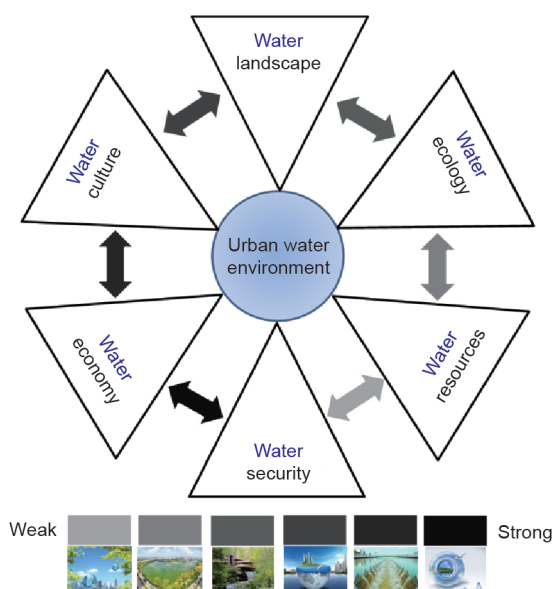 Water
landscape
Water
culture
Water
ecology
Urban water
environment
Water
economy
Water
resources
Water
security
Weak
Strong